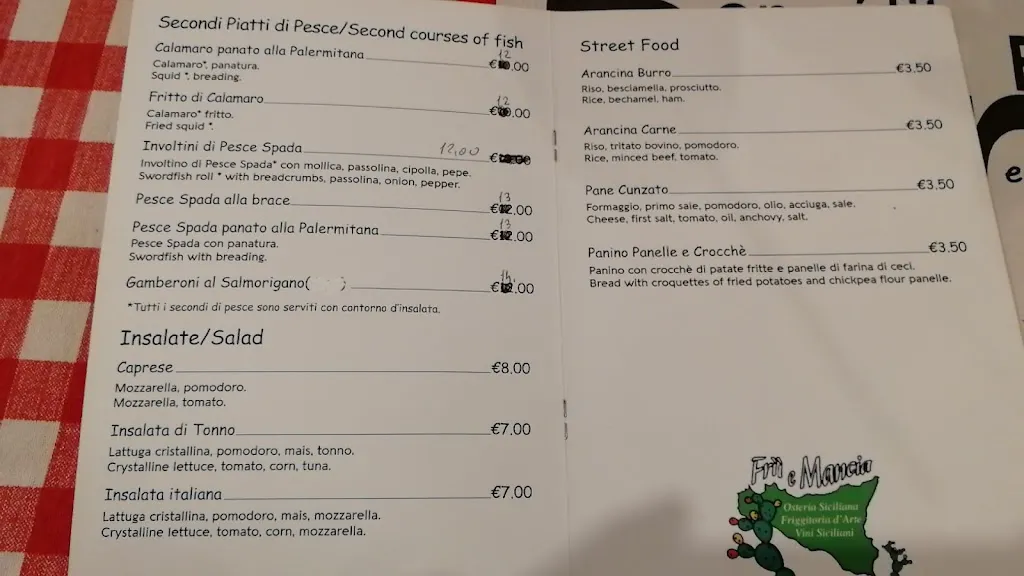 Secondi Piatti di Pesce/Second courses of fish
Calamaro panato alla Palermitana €12.00
Calamaro*, panatura.
Squid *, breading.
Fritto di Calamaro €12.00
Calamaro* fritto.
Fried squid *.
Involtini di Pesce Spada 12,00 €
Involtino di Pesce Spada* con mollica, passolina, cipolla, pepe.
Swordfish roll * with breadcrumbs, passolina, onion, pepper.
Pesce Spada alla brace €13.00
Pesce Spada panato alla Palermitana €13.00
Pesce Spada con panatura.
Swordfish with breading.
Gamberoni al Salmorigano( ) €14.00
*Tutti i secondi di pesce sono serviti con contorno d'insalata.
Insalate/Salad
Caprese €8.00
Mozzarella, pomodoro.
Mozzarella, tomato.
Insalata di Tonno €7.00
Lattuga cristallina, pomodoro, mais, tonno.
Crystalline lettuce, tomato, corn, tuna.
Insalata italiana €7.00
Lattuga cristallina, pomodoro, mais, mozzarella.
Crystalline lettuce, tomato, corn, mozzarella.
Street Food
Arancina Burro €3.50
Riso, besciamella, prosciutto.
Rice, bechamel, ham.
Arancina Carne €3.50
Riso, tritato bovino, pomodoro.
Rice, minced beef, tomato.
Pane Cunzato €3.50
Formaggio, primo sale, pomodoro, olio, acciuga, sale.
Cheese, first salt, tomato, oil, anchovy, salt.
Panino Panelle e Crocchè €3.50
Panino con crocchè di patate fritte e panelle di farina di ceci.
Bread with croquettes of fried potatoes and chickpea flour panelle.
Frii e Mancia
Osteria Siciliana
Friggitoria d'Arte
Vini Siciliani